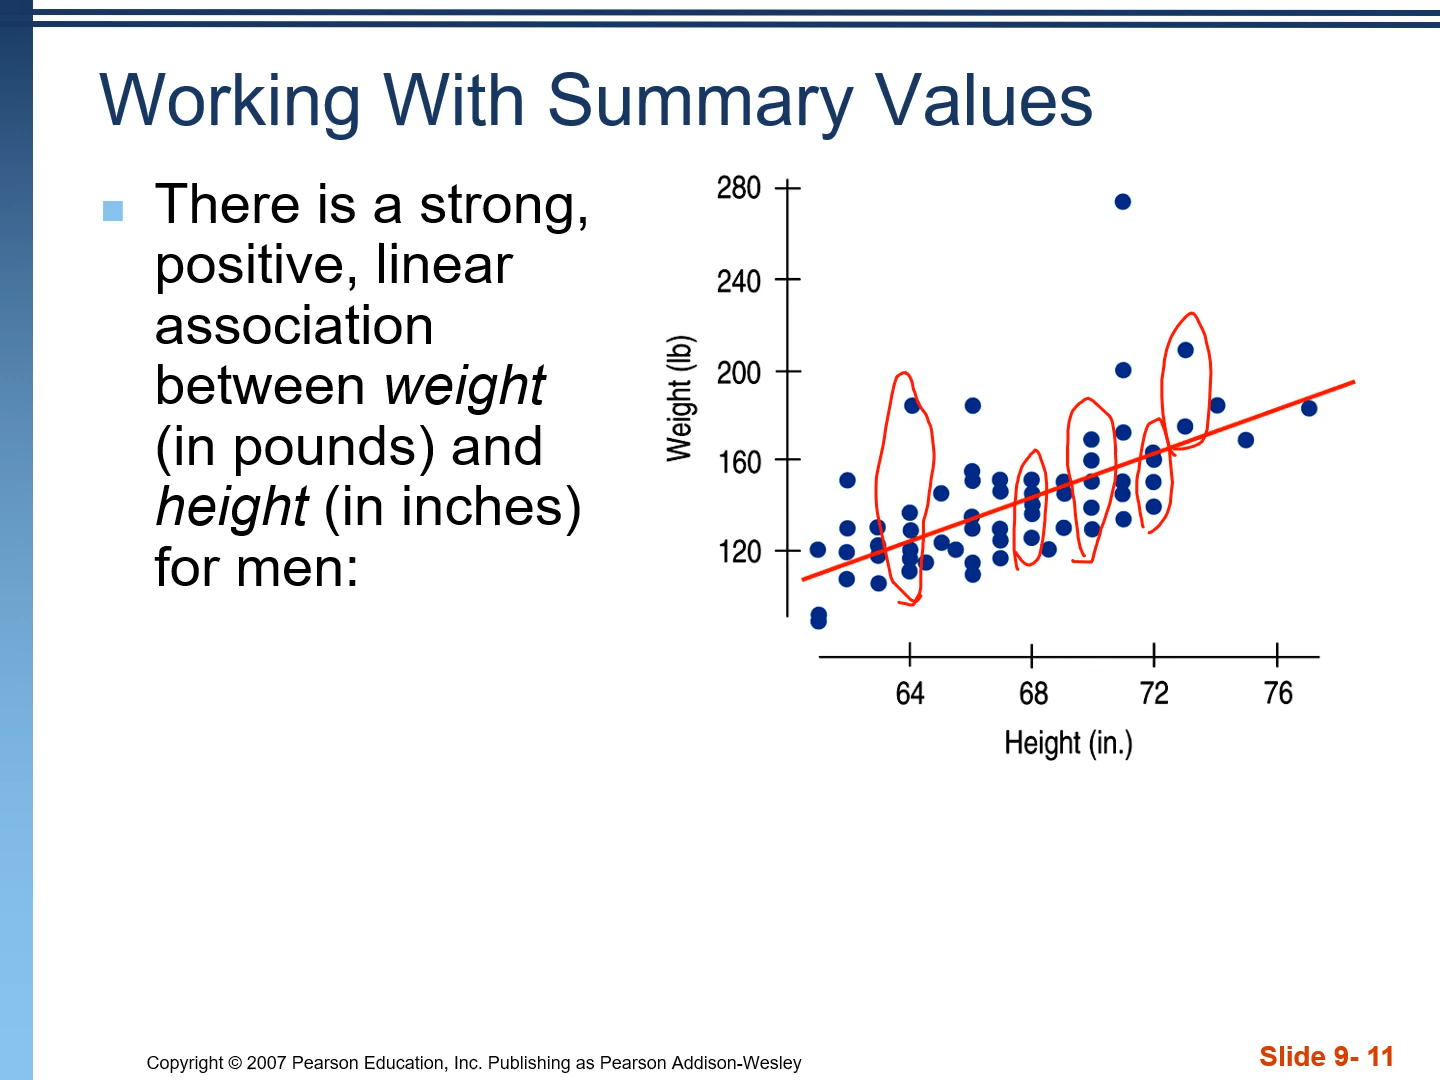 Working With Summary Values
There is a strong,
positive, linear
association
between weight
(in pounds) and
height (in inches)
for men:
280
240
200
160
120
Weight (lb)
64 68 72 76
Height (in.)
Copyright © 2007 Pearson Education, Inc. Publishing as Pearson Addison-Wesley
Slide 9- 11